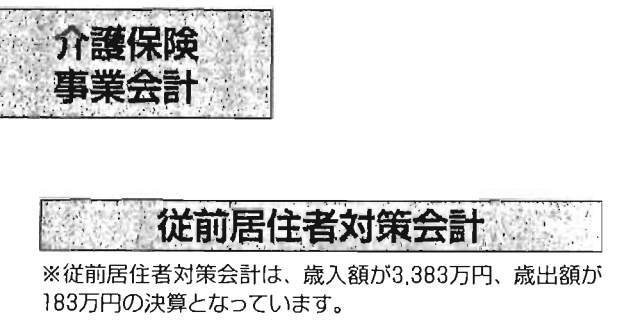 介護保険
事業会計
従前居住者対策会計
※従前居住者対策会計は、歳入額が3,383万円、歳出額が
183万円の決算となっています。